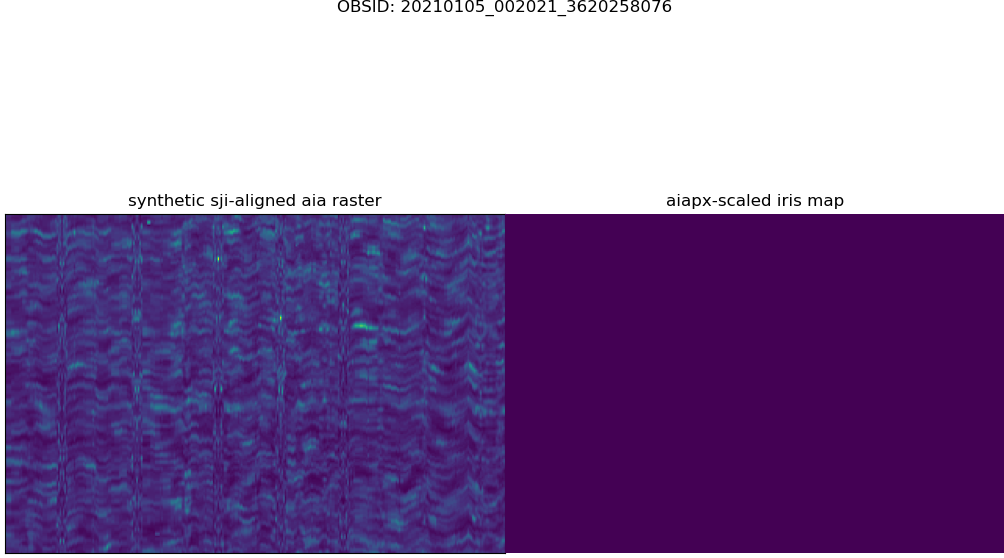 OBSID: 20210105_002021_3620258076
synthetic sji-aligned aia raster
aiapx-scaled iris map